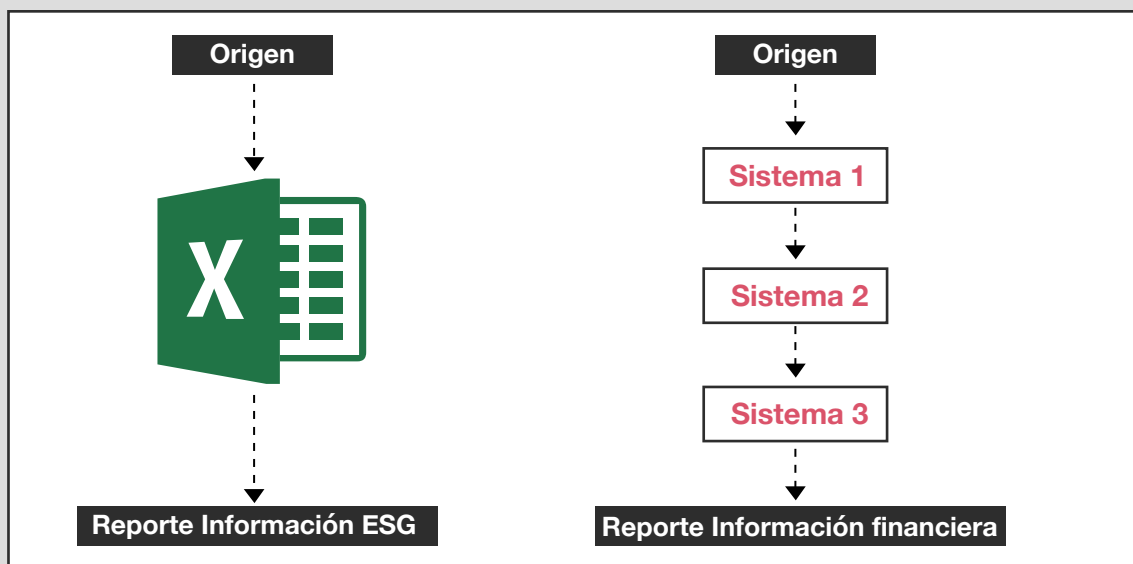 Origen
X
Reporte Información ESG
Origen
Sistema 1
Sistema 2
Sistema 3
Reporte Información financiera